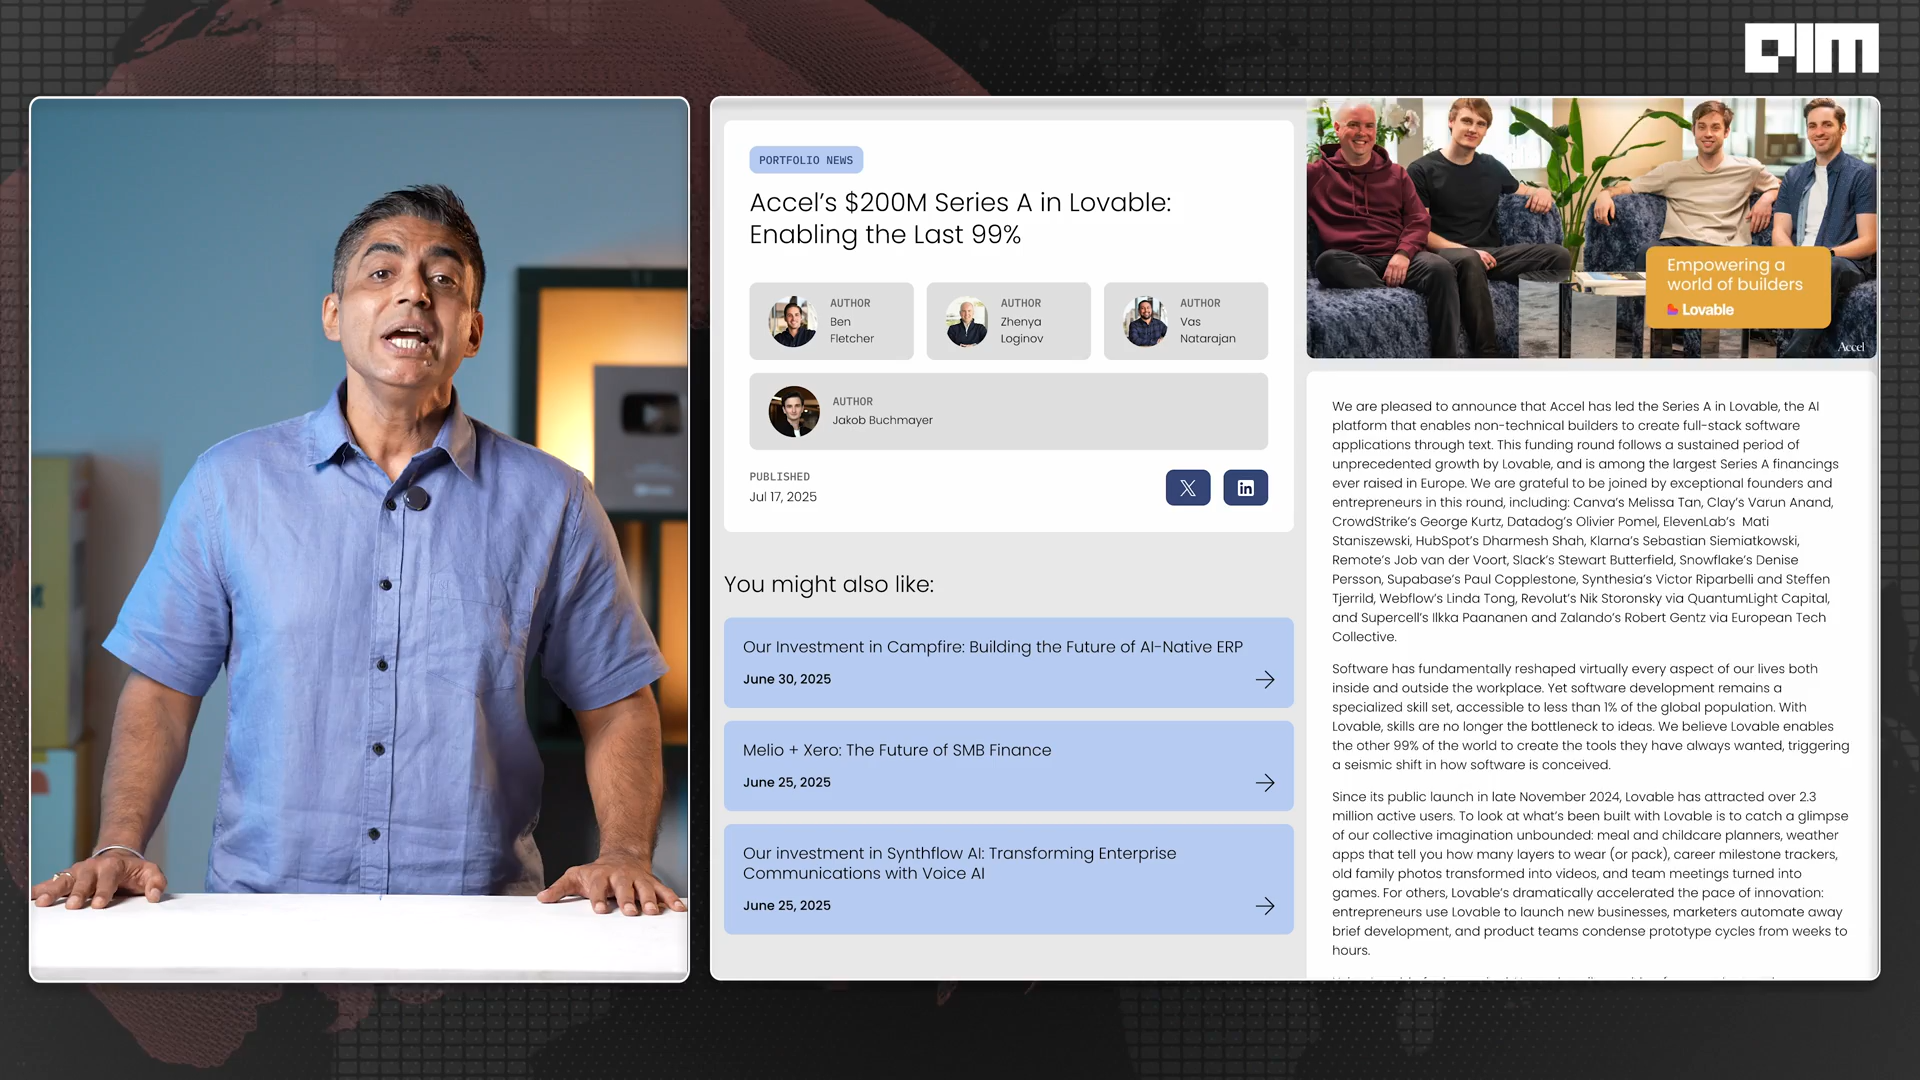 AIM
PORTFOLIO NEWS
Accel's $200M Series A in Lovable:
Enabling the Last 99%
AUTHOR
Ben
Fletcher
AUTHOR
Zhenya
Loginov
AUTHOR
Vas
Natarajan
AUTHOR
Jakob Buchmayer
PUBLISHED
Jul 17, 2025
You might also like:
Our Investment in Campfire: Building the Future of AI-Native ERP
June 30, 2025
Melio + Xero: The Future of SMB Finance
June 25, 2025
Our investment in Synthflow AI: Transforming Enterprise
Communications with Voice AI
June 25, 2025
Empowering a
world of builders
Lovable
Accel
We are pleased to announce that Accel has led the Series A in Lovable, the AI
platform that enables non-technical builders to create full-stack software
applications through text. This funding round follows a sustained period of
unprecedented growth by Lovable, and is among the largest Series A financings
ever raised in Europe. We are grateful to be joined by exceptional founders and
entrepreneurs in this round, including: Canva's Melissa Tan, Clay's Varun Anand,
CrowdStrike's George Kurtz, Datadog's Olivier Pomel, ElevenLab's Mati
Staniszewski, HubSpot's Dharmesh Shah, Klarna's Sebastian Siemiatkowski,
Remote's Job van der Voort, Slack's Stewart Butterfield, Snowflake's Denise
Persson, Supabase's Paul Copplestone, Synthesia's Victor Riparbelli and Steffen
Tjerrild, Webflow's Linda Tong, Revolut's Nik Storonsky via QuantumLight Capital,
and Supercell's Ilkka Paananen and Zalando's Robert Gentz via European Tech
Collective.
Software has fundamentally reshaped virtually every aspect of our lives both
inside and outside the workplace. Yet software development remains a
specialized skill set, accessible to less than 1% of the global population. With
Lovable, skills are no longer the bottleneck to ideas. We believe Lovable enables
the other 99% of the world to create the tools they have always wanted, triggering
a seismic shift in how software is conceived.
Since its public launch in late November 2024, Lovable has attracted over 2.3
million active users. To look at what's been built with Lovable is to catch a glimpse
of our collective imagination unbounded: meal and childcare planners, weather
apps that tell you how many layers to wear (or pack), career milestone trackers,
old family photos transformed into videos, and team meetings turned into
games. For others, Lovable's dramatically accelerated the pace of innovation:
entrepreneurs use Lovable to launch new businesses, marketers automate away
brief development, and product teams condense prototype cycles from weeks to
hours.